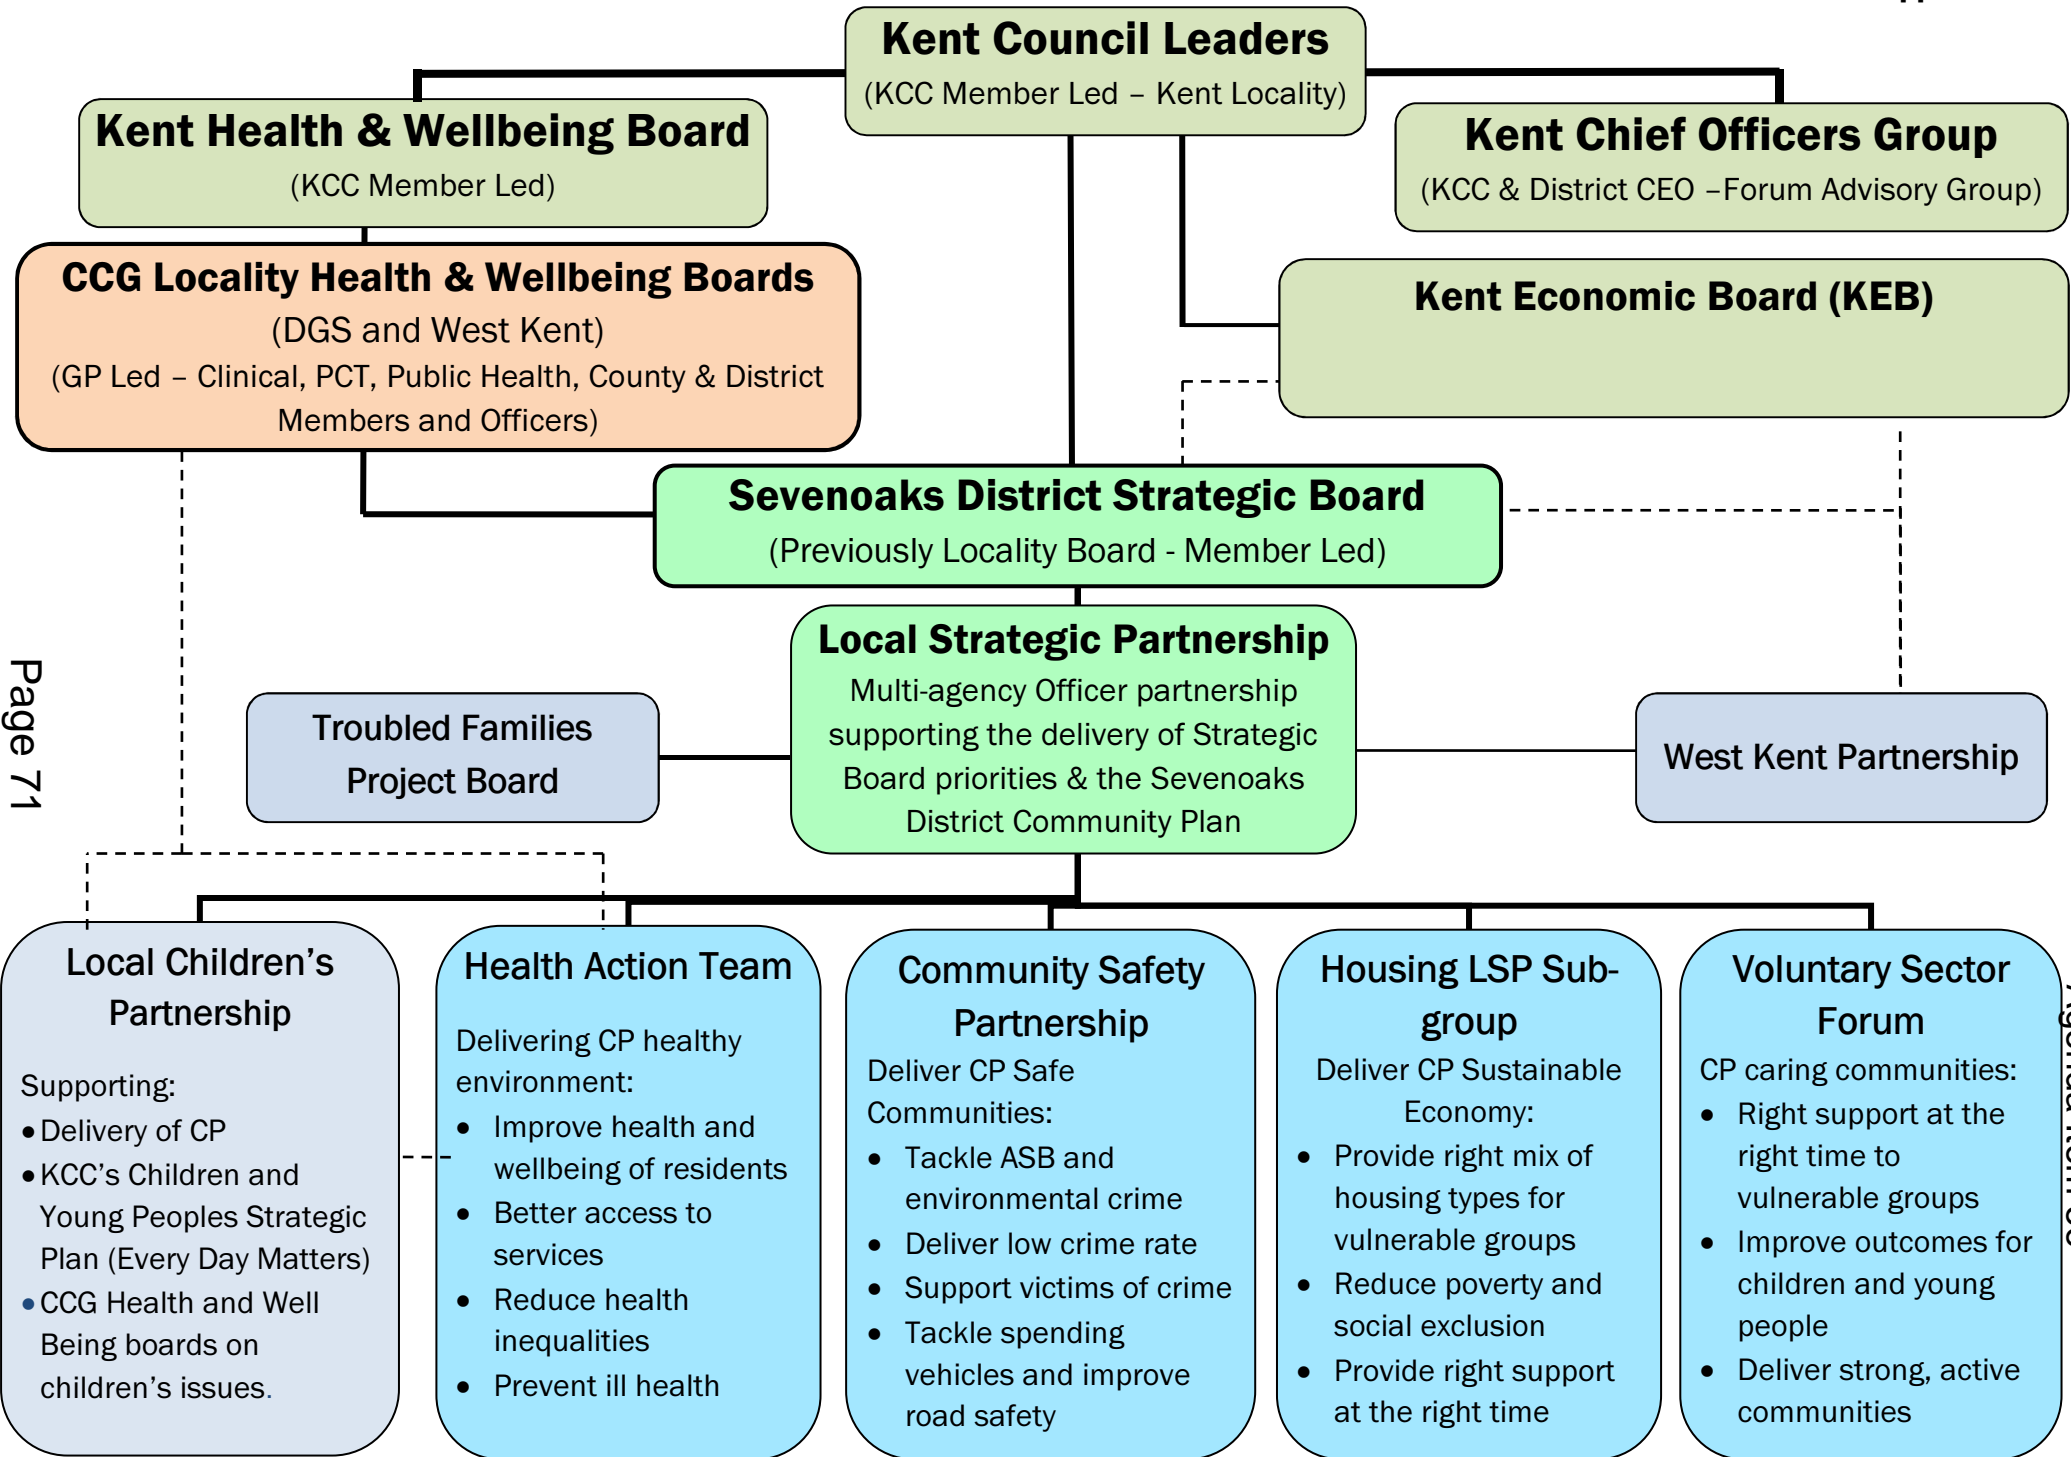 Kent Council Leaders
(KCC Member Led – Kent Locality)
Kent Health & Wellbeing Board
(KCC Member Led)
Kent Chief Officers Group
(KCC & District CEO –Forum Advisory Group)
CCG Locality Health & Wellbeing Boards
(DGS and West Kent)
(GP Led – Clinical, PCT, Public Health, County & District
Members and Officers)
Kent Economic Board (KEB)
Sevenoaks District Strategic Board
(Previously Locality Board - Member Led)
Local Strategic Partnership
Multi-agency Officer partnership
supporting the delivery of Strategic
Board priorities & the Sevenoaks
District Community Plan
Troubled Families
Project Board
West Kent Partnership
Page 71
Local Children’s
Partnership
Supporting:
• Delivery of CP
• KCC’s Children and
Young Peoples Strategic
Plan (Every Day Matters)
• CCG Health and Well
Being boards on
children’s issues.
Health Action Team
Delivering CP healthy
environment:
• Improve health and
wellbeing of residents
• Better access to
services
• Reduce health
inequalities
• Prevent ill health
Community Safety
Partnership
Deliver CP Safe
Communities:
• Tackle ASB and
environmental crime
• Deliver low crime rate
• Support victims of crime
• Tackle spending
vehicles and improve
road safety
Housing LSP Sub-
group
Deliver CP Sustainable
Economy:
• Provide right mix of
housing types for
vulnerable groups
• Reduce poverty and
social exclusion
• Provide right support
at the right time
Voluntary Sector
Forum
CP caring communities:
• Right support at the
right time to
vulnerable groups
• Improve outcomes for
children and young
people
• Deliver strong, active
communities